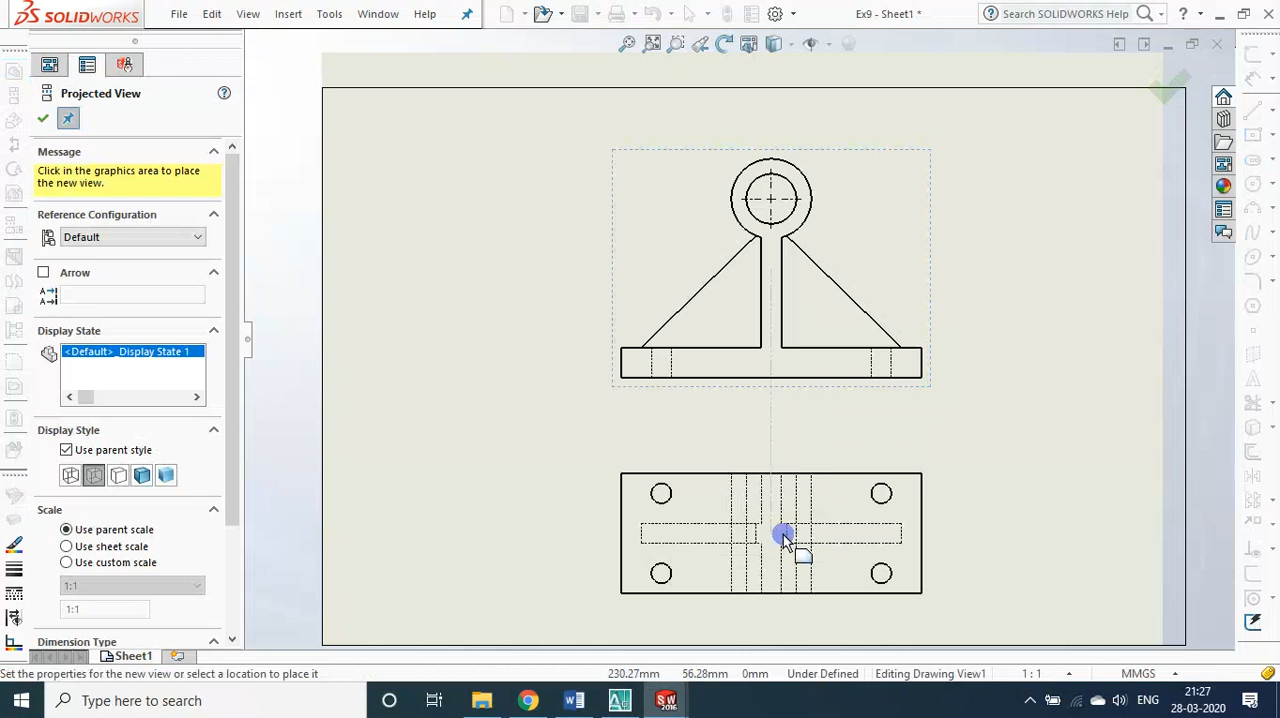 SOLIDWORKS
File Edit View Insert Tools Window Help
Ex9 - Sheet1 *
Search SOLIDWORKS Help
?
Projected View
?
Message
Click in the graphics area to place
the new view.
Reference Configuration
Default
Arrow
Display State
<Default>_Display State 1
Display Style
Use parent style
Scale
Use parent scale
Use sheet scale
Use custom scale
1:1
1:1
Dimension Type
Sheet1
Set the properties for the new view or select a location to place it
230.27mm 56.28mm 0mm Under Defined Editing Drawing View1 1 : 1 MMGS
Type here to search
ENG
21:27
28-03-2020